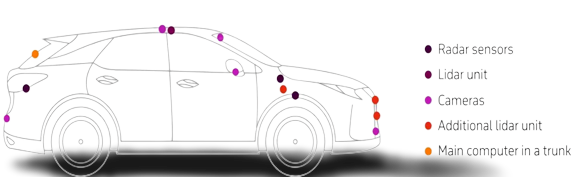 Radar sensors
Lidar unit
Cameras
Additional lidar unit
Main computer in a trunk